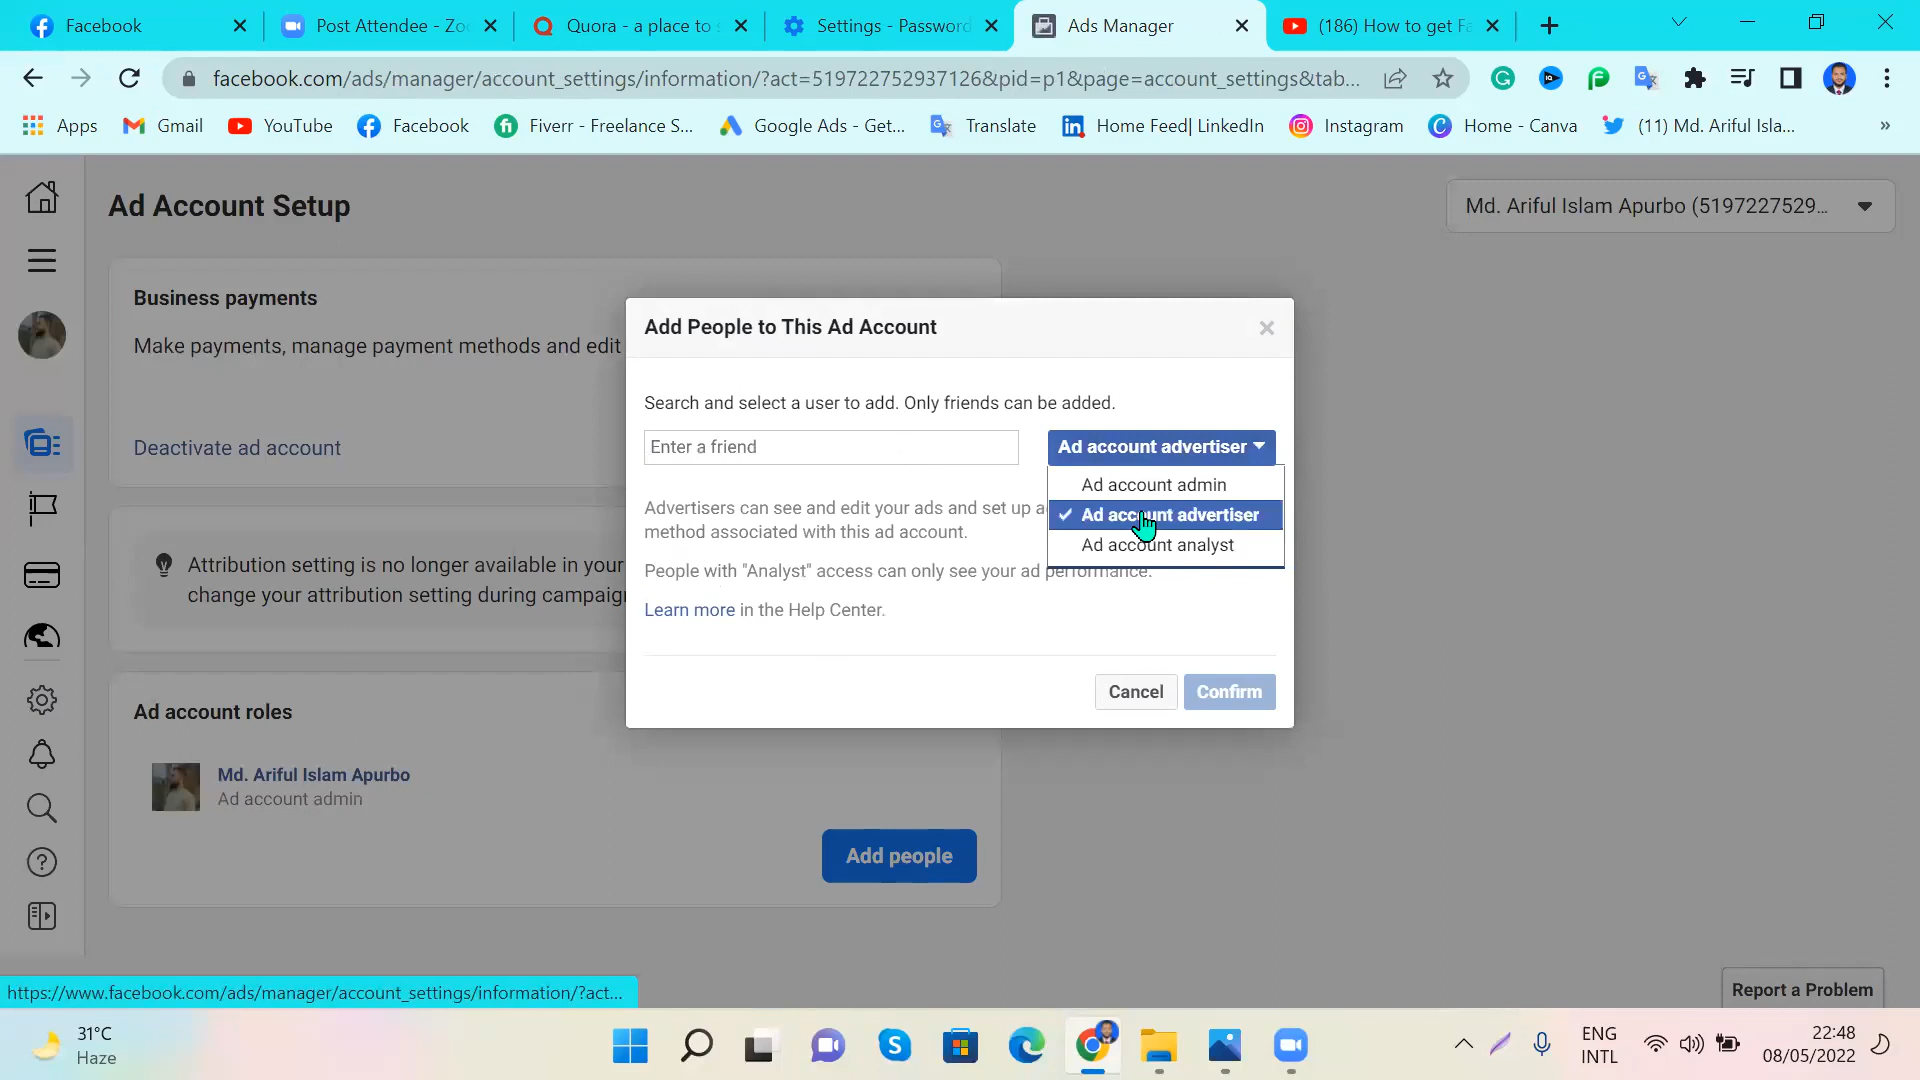 Facebook
Post Attendee - Zo
Quora - a place to s
Settings - Password
Ads Manager
(186) How to get Fa
facebook.com/ads/manager/account_settings/information/?act=519722752937126&pid=p1&page=account_settings&tab...
Apps
Gmail
YouTube
Facebook
Fiverr - Freelance S...
Google Ads - Get...
Translate
Home Feed| LinkedIn
Instagram
Home - Canva
(11) Md. Ariful Isla...
Ad Account Setup
Md. Ariful Islam Apurbo (5197227529...
Business payments
Make payments, manage payment methods and edit
Deactivate ad account
Attribution setting is no longer available in your
change your attribution setting during campaign
Ad account roles
Md. Ariful Islam Apurbo
Ad account admin
Add people
Add People to This Ad Account
Search and select a user to add. Only friends can be added.
Enter a friend
Ad account advertiser
Ad account admin
Ad account advertiser
Ad account analyst
Advertisers can see and edit your ads and set up a
method associated with this ad account.
People with "Analyst" access can only see your ad performance.
Learn more in the Help Center.
Cancel
Confirm
https://www.facebook.com/ads/manager/account_settings/information/?act...
Report a Problem
31°C
Haze
ENG
INTL
22:48
08/05/2022